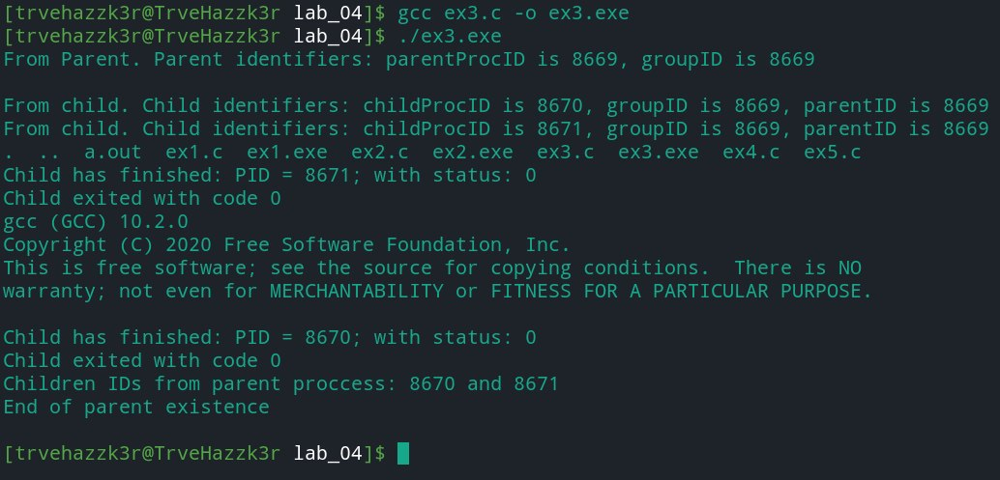 [trvehazzk3r@TrveHazzk3r lab_04]$ gcc ex3.c -o ex3.exe
[trvehazzk3r@TrveHazzk3r lab_04]$ ./ex3.exe
From Parent. Parent identifiers: parentProcID is 8669, groupID is 8669
From child. Child identifiers: childProcID is 8670, groupID is 8669, parentID is 8669
From child. Child identifiers: childProcID is 8671, groupID is 8669, parentID is 8669
.  ..  a.out  ex1.c  ex1.exe  ex2.c  ex2.exe  ex3.c  ex3.exe  ex4.c  ex5.c
Child has finished: PID = 8671; with status: 0
Child exited with code 0
gcc (GCC) 10.2.0
Copyright (C) 2020 Free Software Foundation, Inc.
This is free software; see the source for copying conditions.  There is NO
warranty; not even for MERCHANTABILITY or FITNESS FOR A PARTICULAR PURPOSE.
Child has finished: PID = 8670; with status: 0
Child exited with code 0
Children IDs from parent proccess: 8670 and 8671
End of parent existence
[trvehazzk3r@TrveHazzk3r lab_04]$